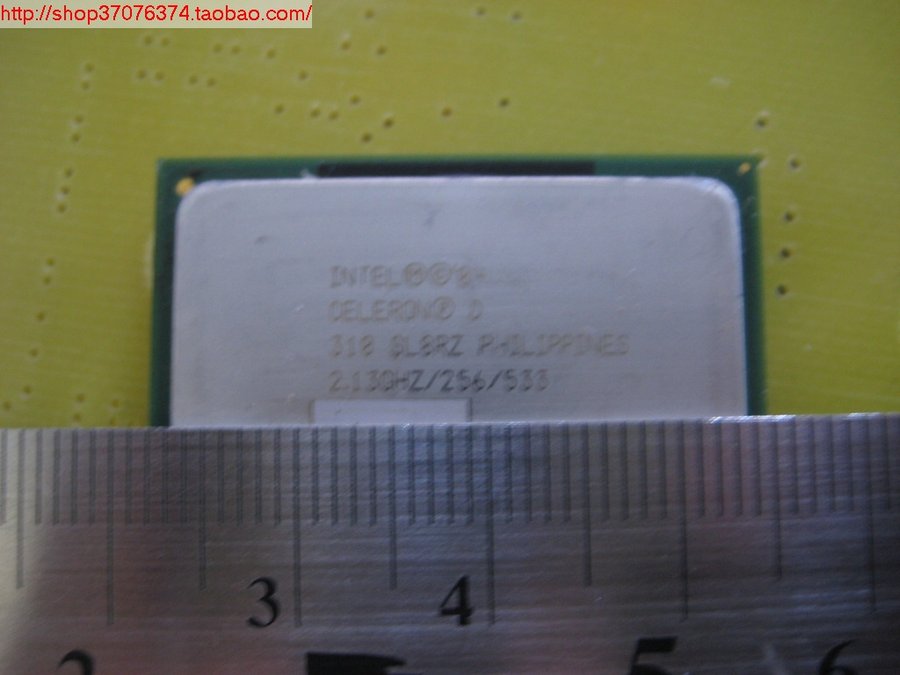 http://shop37076374.taobao.com/
INTEL® ©
CELERON® D
310 SL8RZ PHILIPPINES
2.13GHZ/256/533
3 4
5 6